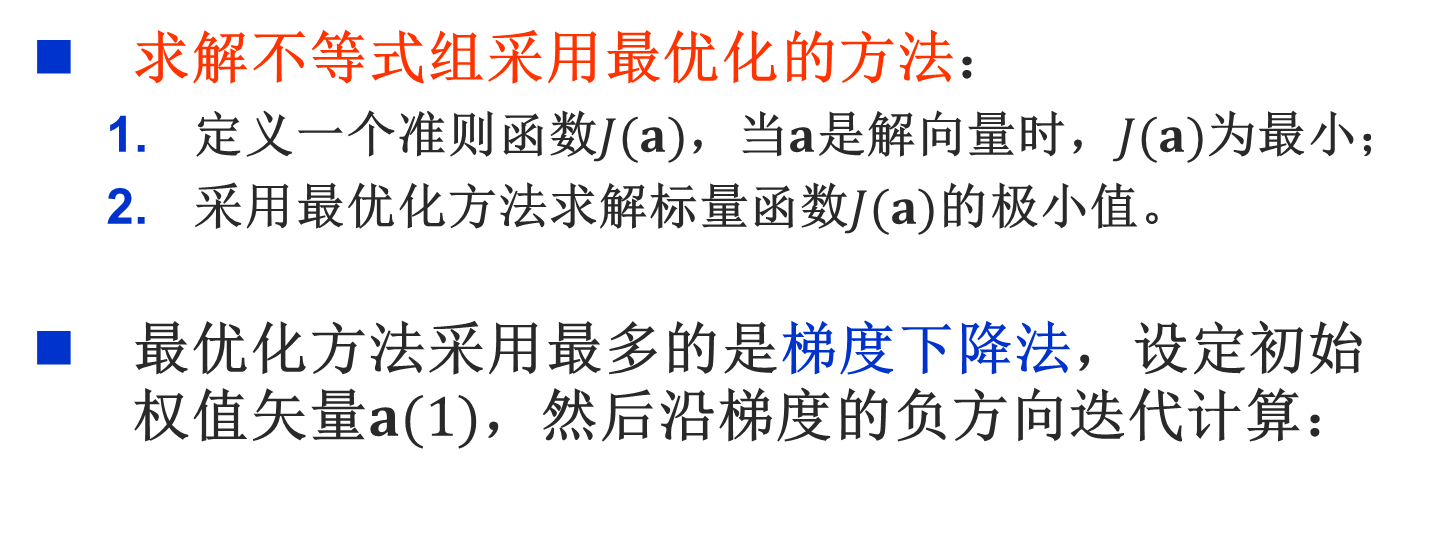 求解不等式组采用最优化的方法：
1. 定义一个准则函数J(a)，当a是解向量时，J(a)为最小；
2. 采用最优化方法求解标量函数J(a)的极小值。
最优化方法采用最多的是梯度下降法，设定初始
权值矢量a(1)，然后沿梯度的负方向迭代计算：